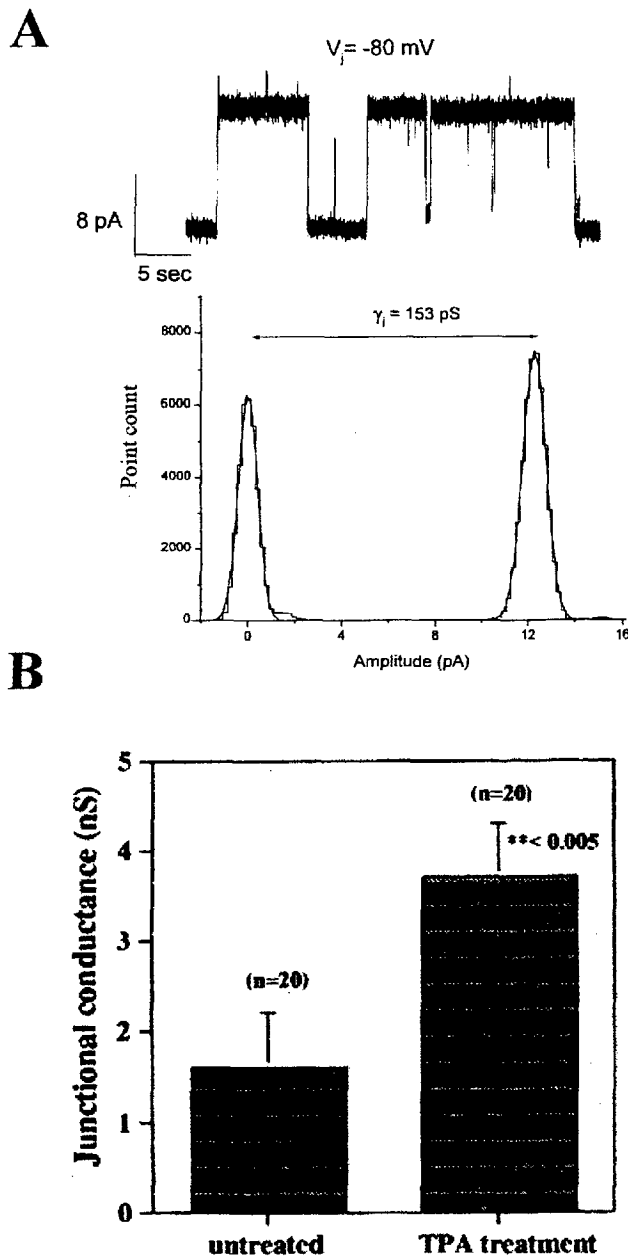 A
Vj= -80 mV
8 pA
5 sec
γj = 153 pS
8000
6000
4000
2000
0
Point count
0 4 8 12 16
Amplitude (pA)
B
5
4
3
2
1
0
Junctional conductance (nS)
(n=20)
(n=20)
**< 0.005
untreated TPA treatment